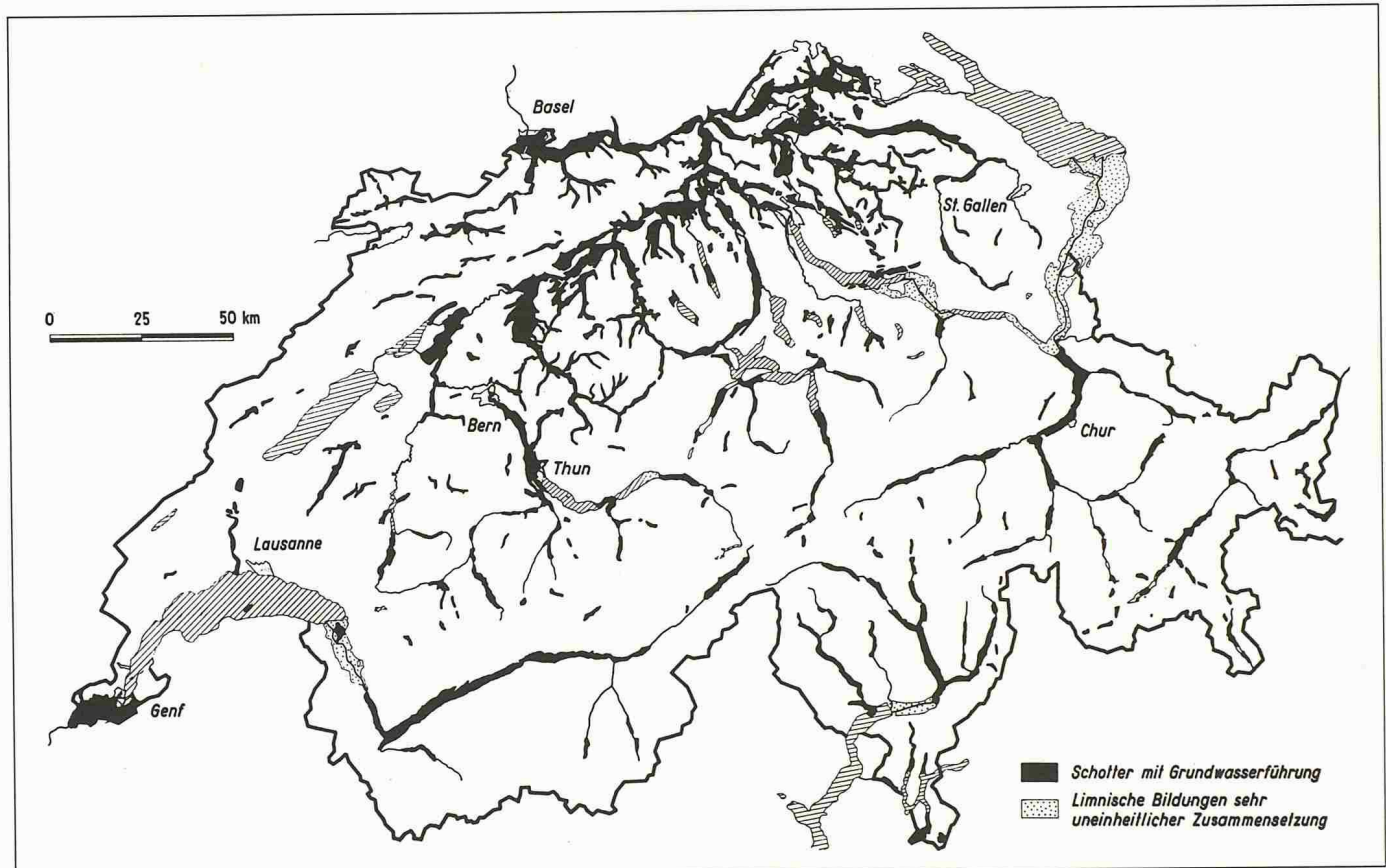 Basel
St. Gallen
0 25 50 km
Bern
Thun
Chur
Lausanne
Genf
Schotter mit Grundwasserführung
Limnische Bildungen sehr
uneinheitlicher Zusammensetzung